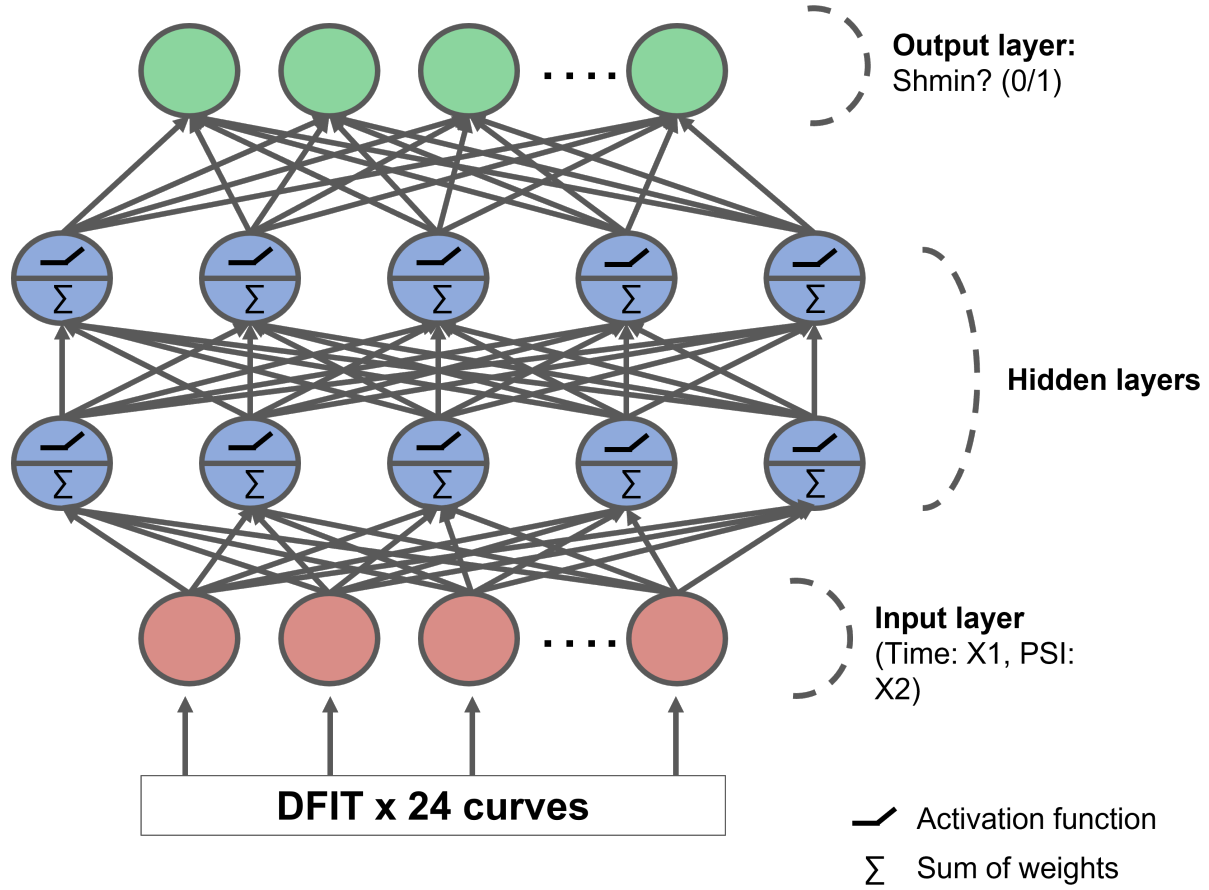 Output layer:
Shmin? (0/1)
∑ ∑ ∑ ∑ ∑
Hidden layers
∑ ∑ ∑ ∑ ∑
Input layer
(Time: X1, PSI:
X2)
DFIT x 24 curves
Activation function
∑ Sum of weights